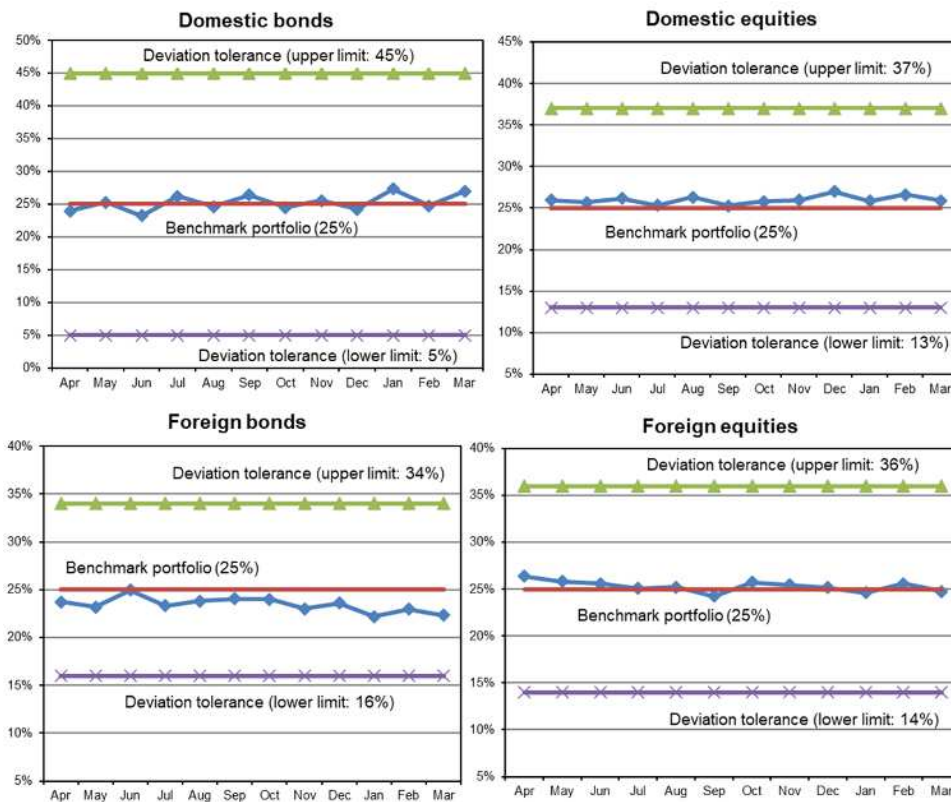 Domestic bonds
50%
45%
40%
35%
30%
25%
20%
15%
10%
5%
0%
Deviation tolerance (upper limit: 45%)
Benchmark portfolio (25%)
Deviation tolerance (lower limit: 5%)
Apr May Jun Jul Aug Sep Oct Nov Dec Jan Feb Mar
Domestic equities
45%
40%
35%
30%
25%
20%
15%
10%
5%
Deviation tolerance (upper limit: 37%)
Benchmark portfolio (25%)
Deviation tolerance (lower limit: 13%)
Apr May Jun Jul Aug Sep Oct Nov Dec Jan Feb Mar
Foreign bonds
40%
35%
30%
25%
20%
15%
10%
5%
Deviation tolerance (upper limit: 34%)
Benchmark portfolio (25%)
Deviation tolerance (lower limit: 16%)
Apr May Jun Jul Aug Sep Oct Nov Dec Jan Feb Mar
Foreign equities
40%
35%
30%
25%
20%
15%
10%
5%
Deviation tolerance (upper limit: 36%)
Benchmark portfolio (25%)
Deviation tolerance (lower limit: 14%)
Apr May Jun Jul Aug Sep Oct Nov Dec Jan Feb Mar